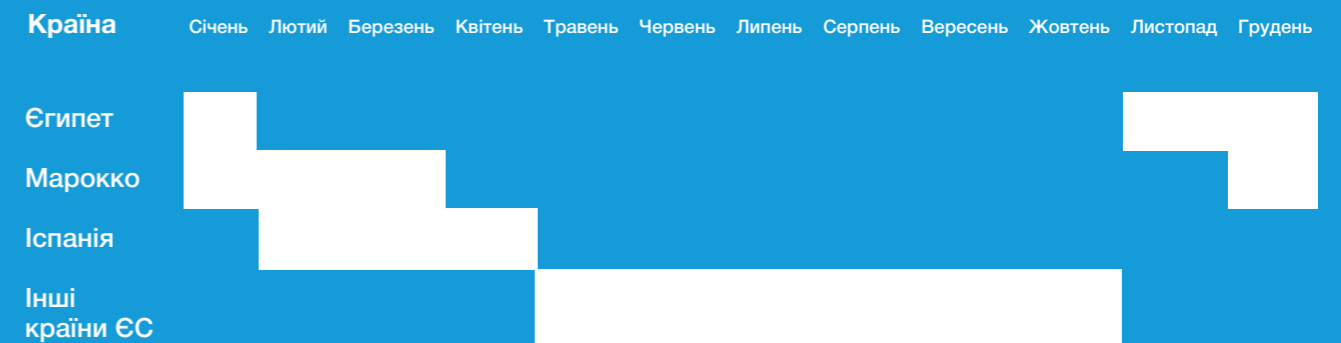 Країна Січень Лютий Березень Квітень Травень Червень Липень Серпень Вересень Жовтень Листопад Грудень
Єгипет
Марокко
Іспанія
Інші
країни ЄС